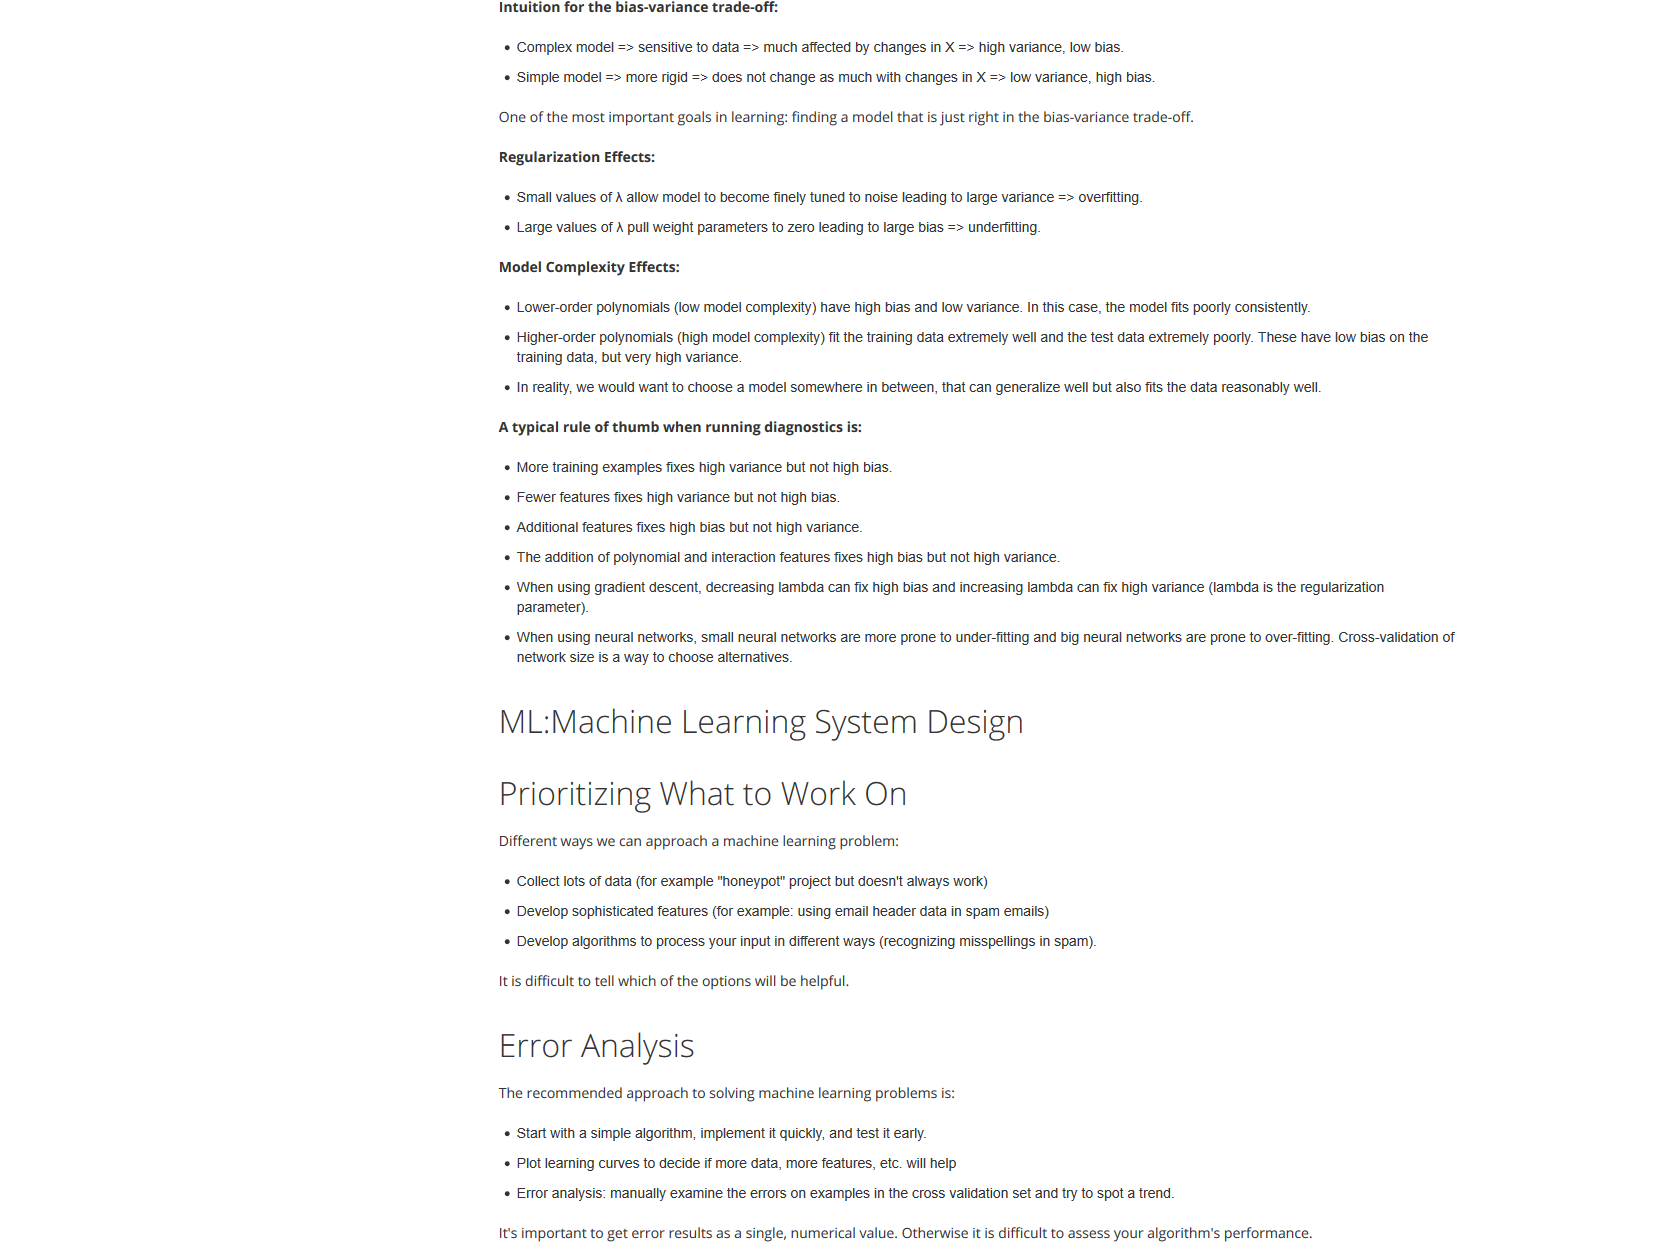 Intuition for the bias-variance trade-off:
• Complex model => sensitive to data => much affected by changes in X => high variance, low bias.
• Simple model => more rigid => does not change as much with changes in X => low variance, high bias.
One of the most important goals in learning: finding a model that is just right in the bias-variance trade-off.
Regularization Effects:
• Small values of λ allow model to become finely tuned to noise leading to large variance => overfitting.
• Large values of λ pull weight parameters to zero leading to large bias => underfitting.
Model Complexity Effects:
• Lower-order polynomials (low model complexity) have high bias and low variance. In this case, the model fits poorly consistently.
• Higher-order polynomials (high model complexity) fit the training data extremely well and the test data extremely poorly. These have low bias on the
training data, but very high variance.
• In reality, we would want to choose a model somewhere in between, that can generalize well but also fits the data reasonably well.
A typical rule of thumb when running diagnostics is:
• More training examples fixes high variance but not high bias.
• Fewer features fixes high variance but not high bias.
• Additional features fixes high bias but not high variance.
• The addition of polynomial and interaction features fixes high bias but not high variance.
• When using gradient descent, decreasing lambda can fix high bias and increasing lambda can fix high variance (lambda is the regularization
parameter).
• When using neural networks, small neural networks are more prone to under-fitting and big neural networks are prone to over-fitting. Cross-validation of
network size is a way to choose alternatives.
ML:Machine Learning System Design
Prioritizing What to Work On
Different ways we can approach a machine learning problem:
• Collect lots of data (for example "honeypot" project but doesn't always work)
• Develop sophisticated features (for example: using email header data in spam emails)
• Develop algorithms to process your input in different ways (recognizing misspellings in spam).
It is difficult to tell which of the options will be helpful.
Error Analysis
The recommended approach to solving machine learning problems is:
• Start with a simple algorithm, implement it quickly, and test it early.
• Plot learning curves to decide if more data, more features, etc. will help
• Error analysis: manually examine the errors on examples in the cross validation set and try to spot a trend.
It's important to get error results as a single, numerical value. Otherwise it is difficult to assess your algorithm's performance.